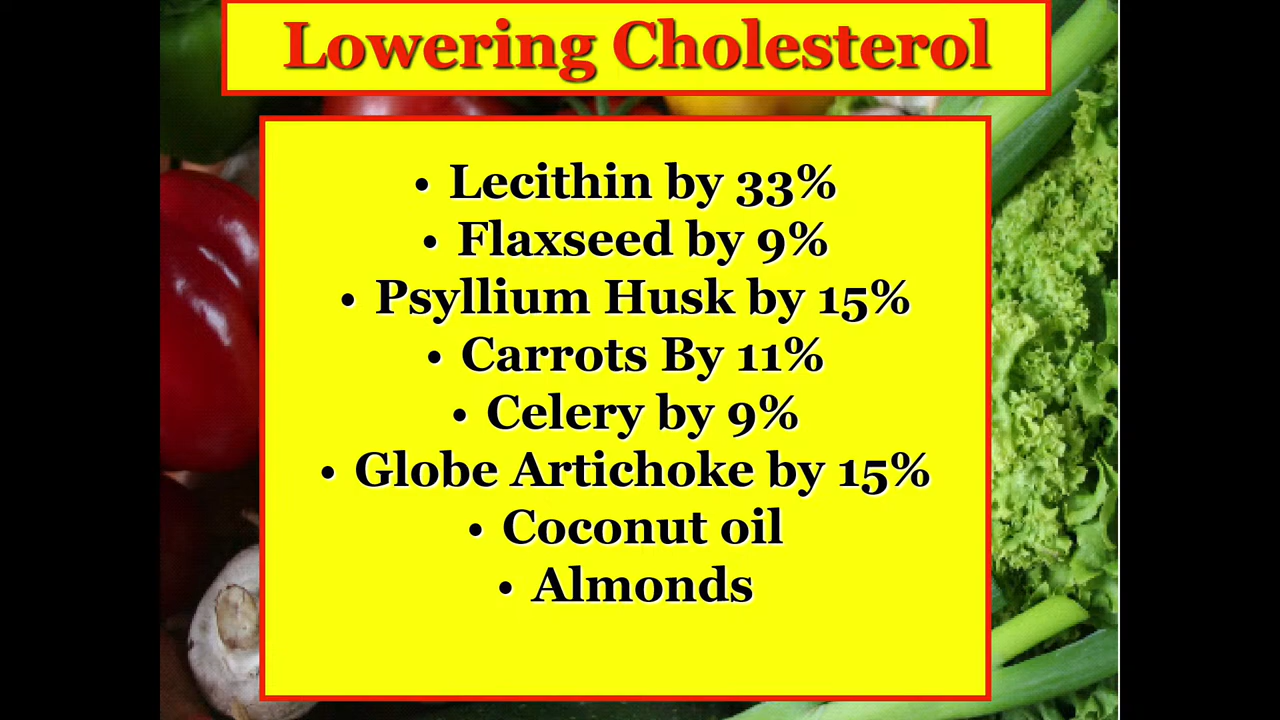 Lowering Cholesterol
• Lecithin by 33%
• Flaxseed by 9%
• Psyllium Husk by 15%
• Carrots By 11%
• Celery by 9%
• Globe Artichoke by 15%
• Coconut oil
• Almonds